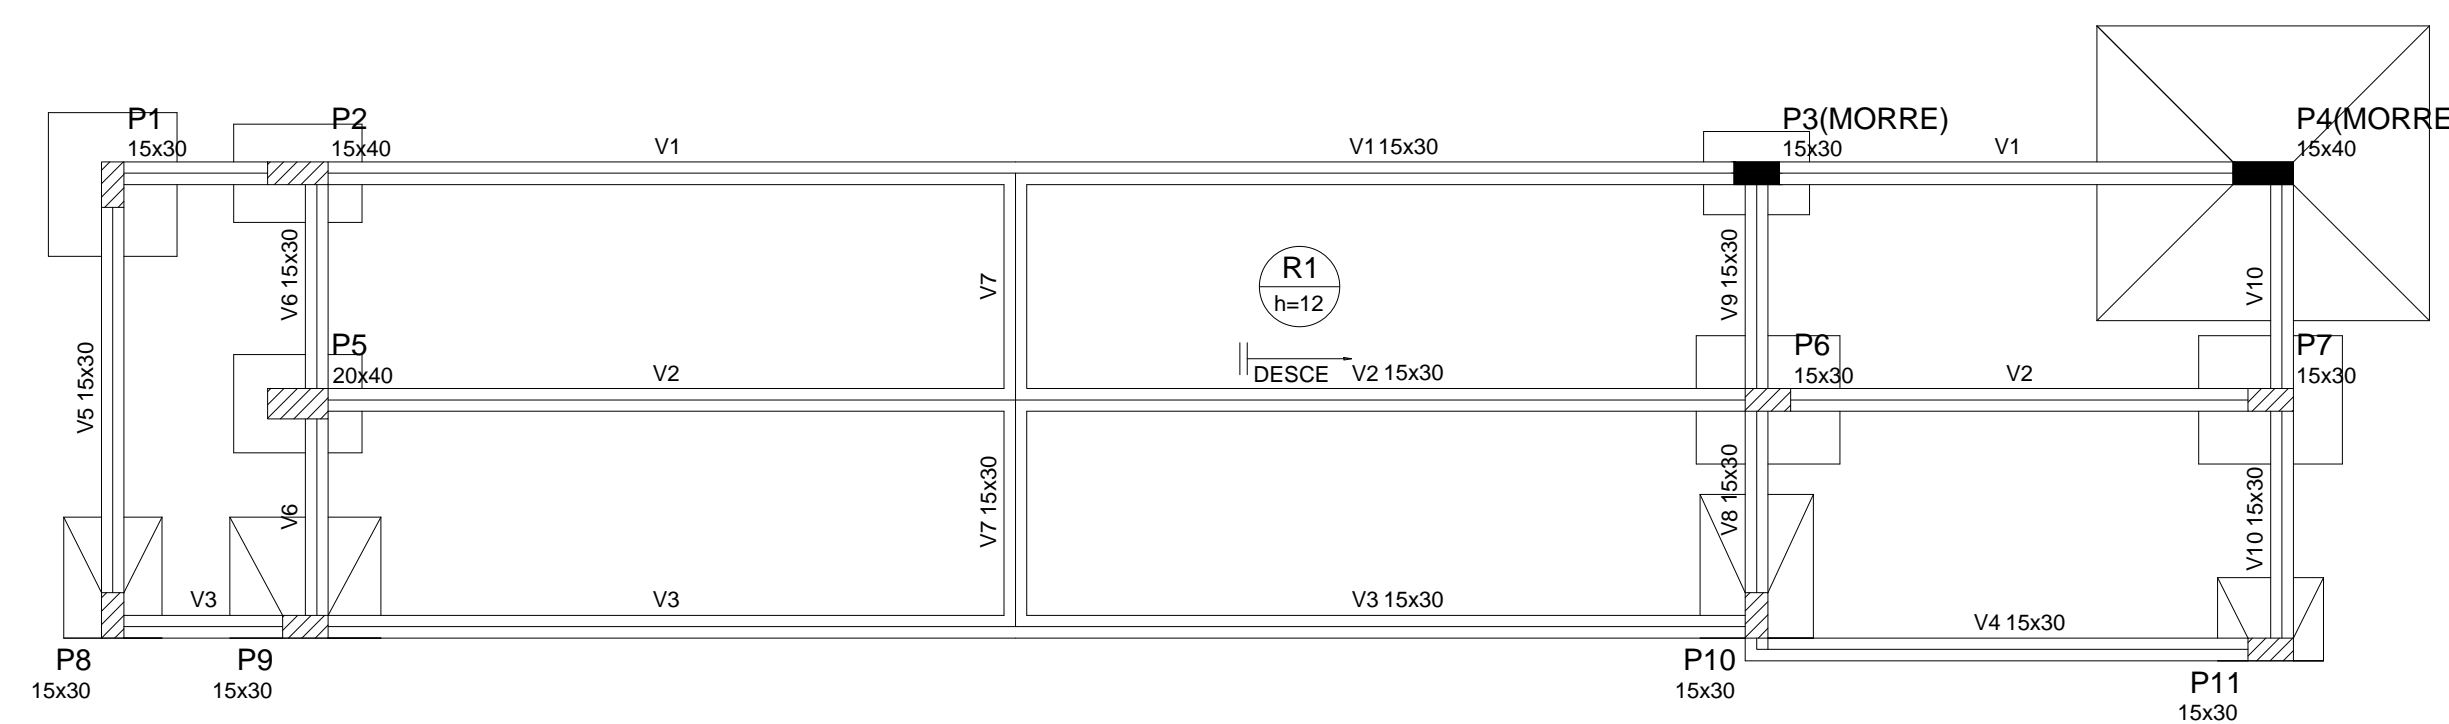 P1
15x30
P2
15x40
V1
V1 15x30
P3(MORRE)
15x30
V1
P4(MORRE
15x40
V6 15x30
V7
R1
h=12
V9 15x30
V10
V5 15x30
P5
20x40
V2
DESCE
V2 15x30
P6
15x30
V2
P7
15x30
V6
V7 15x30
V8 15x30
V10 15x30
V3
V3
V3 15x30
V4 15x30
P8
15x30
P9
15x30
P10
15x30
P11
15x30